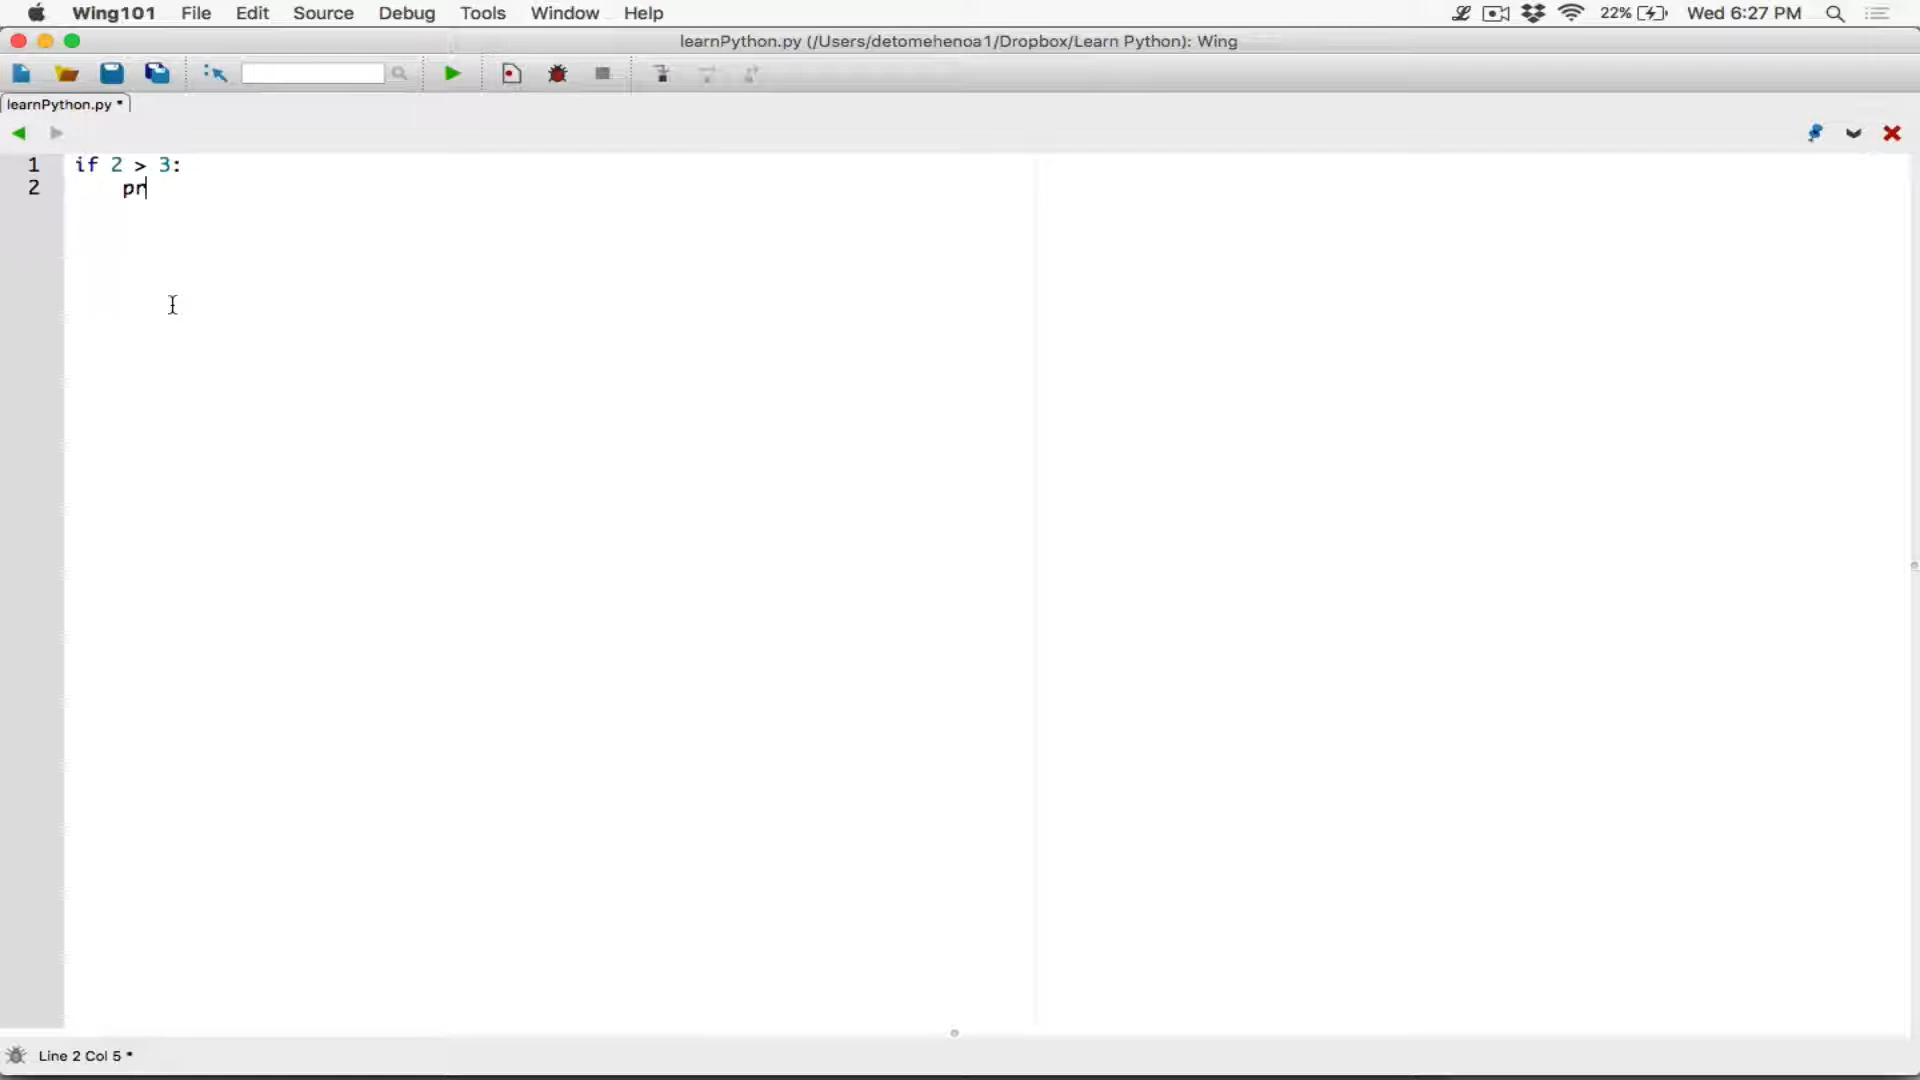 Wing101 File Edit Source Debug Tools Window Help 22% Wed 6:27 PM
learnPython.py (/Users/detomehenoa1/Dropbox/Learn Python): Wing
learnPython.py *
1 if 2 > 3:
2 pr
Line 2 Col 5 *